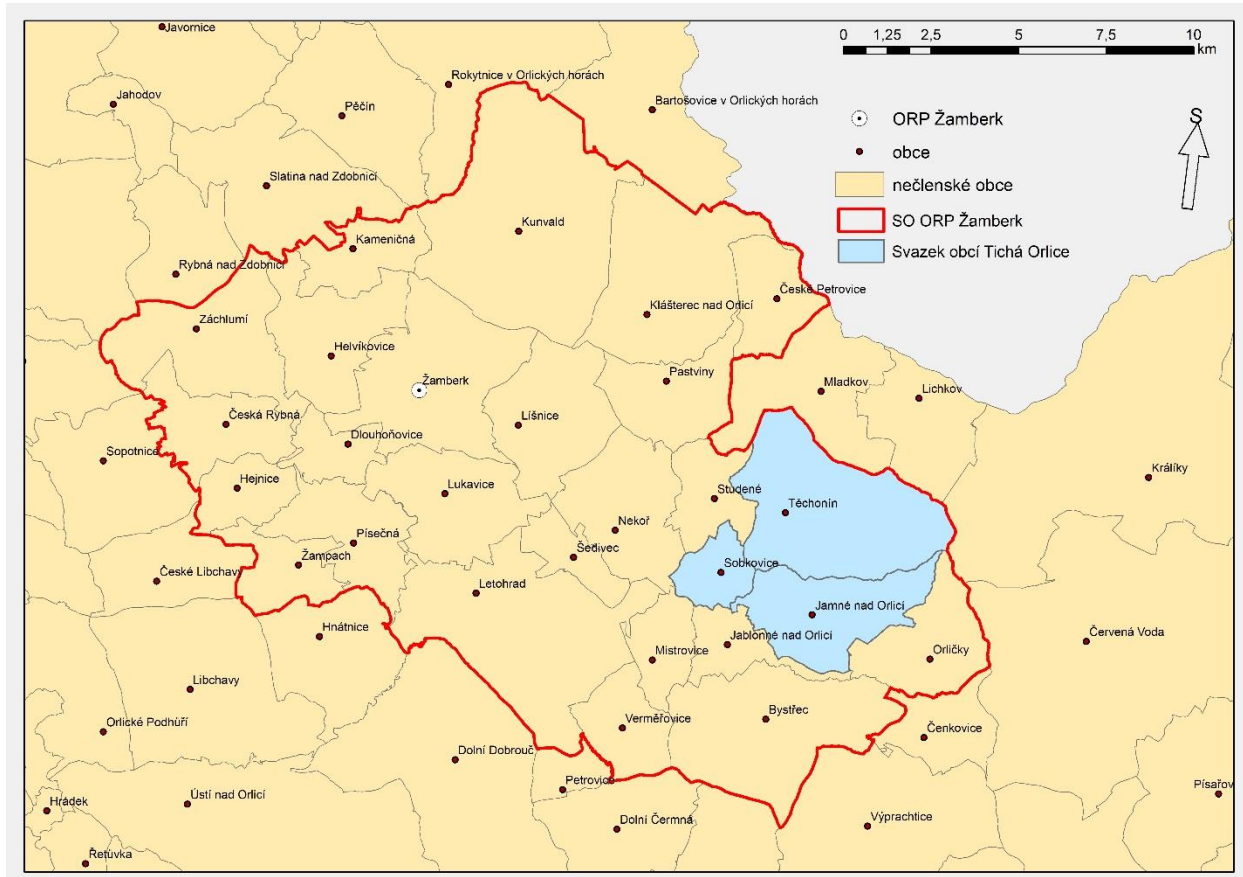 Javornice
0 1,25 2,5 5 7,5 10
km
Rokytnice v Orlických horách
Jahodov
Bartošovice v Orlických horách
Pěčín
ORP Žamberk
S
obce
Slatina nad Zdobnicí
nečlenské obce
SO ORP Žamberk
Kunvald
Kameničná
Svazek obcí Tichá Orlice
Rybná nad Zdobnicí
České Petrovice
Klášterec nad Orlicí
Záchlumí
Helvíkovice
Pastviny
Žamberk
Mladkov
Lichkov
Česká Rybná
Líšnice
Dlouhoňovice
Sopotnice
Králíky
Hejnice
Lukavice
Studené
Těchonín
Nekoř
Písečná
Šedivec
Žampach
Sobkovice
České Libchavy
Letohrad
Jamné nad Orlicí
Hnátnice
Jablonné nad Orlicí
Červená Voda
Mistrovice
Orličky
Libchavy
Bystřec
Verměřovice
Orlické Podhůří
Čenkovice
Dolní Dobrouč
Petrovice
Písařov
Ústí nad Orlicí
Hrádek
Dolní Čermná
Výprachtice
Řetůvka